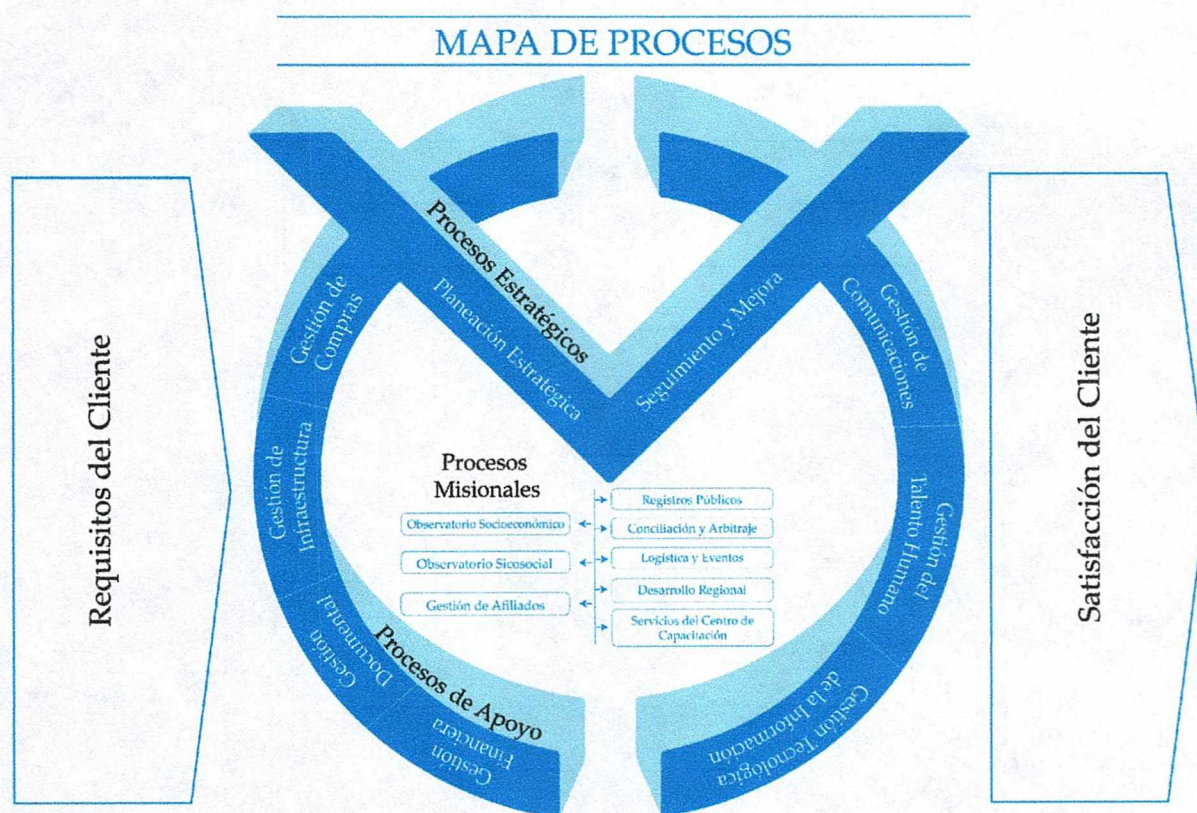 MAPA DE PROCESOS
Requisitos del Cliente
Procesos Estratégicos
Planeación Estratégica
Seguimiento y Mejora
Gestión de
Compras
Gestión de
Infraestructura
Gestión
Documental
Procesos de Apoyo
Gestión
Financiera
Gestión de
Comunicaciones
Gestión del
Talento Humano
Gestión Tecnológica
de la Información
Procesos
Misionales
Observatorio Socioeconómico
Observatorio Sicosocial
Gestión de Afiliados
Registros Públicos
Conciliación y Arbitraje
Logística y Eventos
Desarrollo Regional
Servicios del Centro de
Capacitación
Satisfacción del Cliente